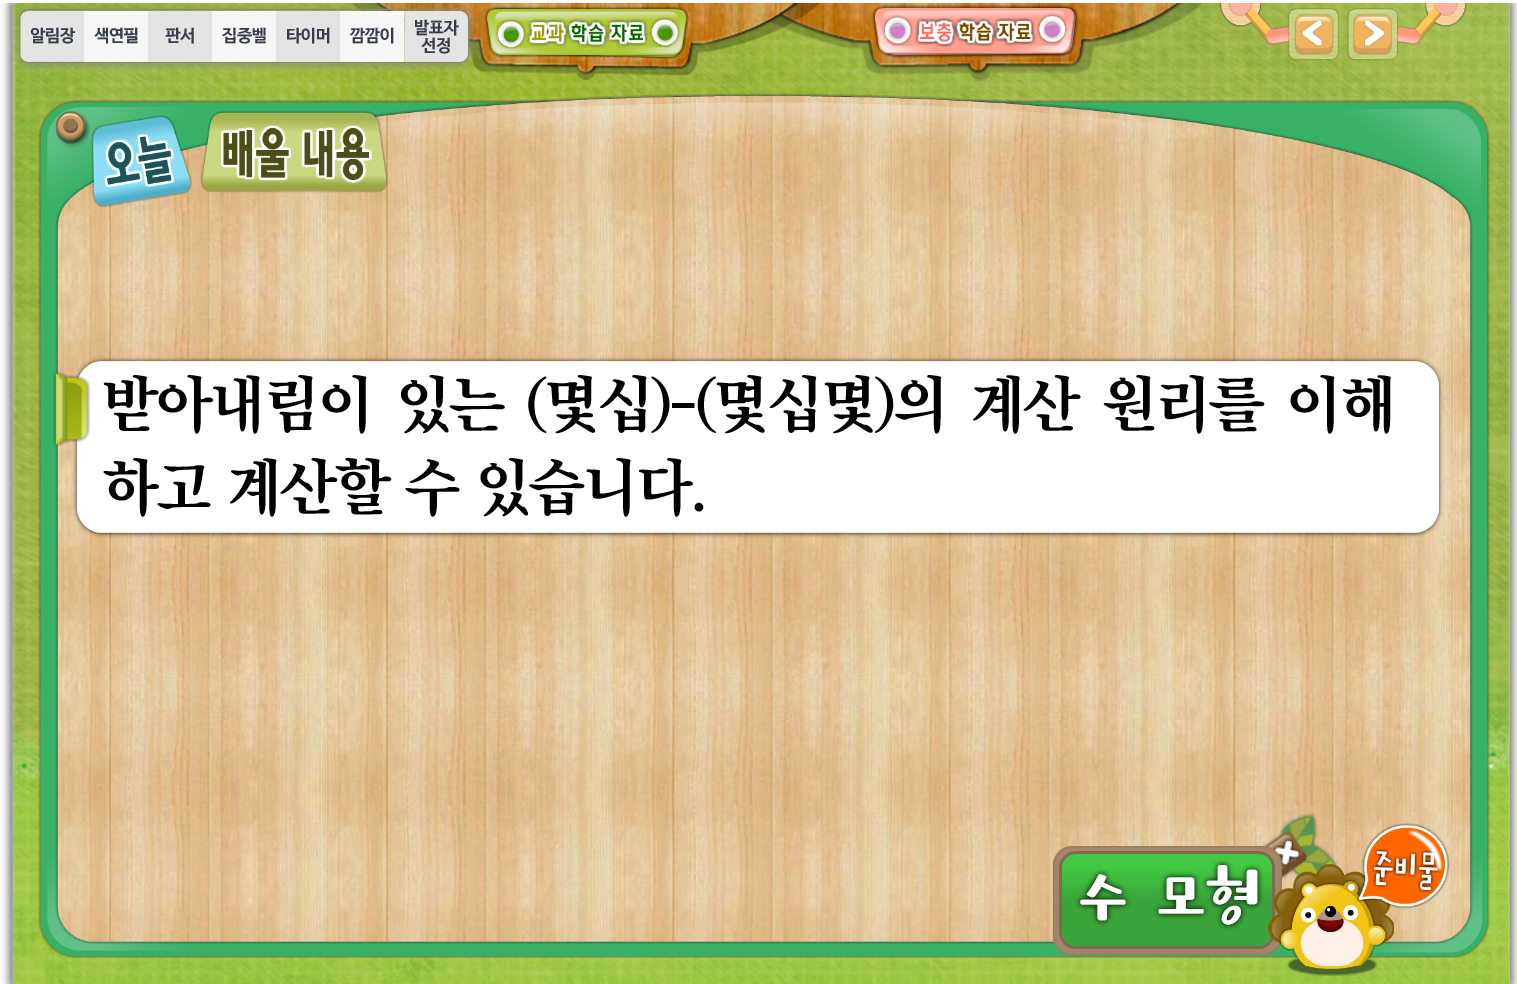 알림장 색연필 판서 집중벨 타이머 깜깜이 발표자
선정
교과 학습 자료
보충 학습 자료
오늘 배울 내용
받아내림이 있는 (몇십)-(몇십몇)의 계산 원리를 이해
하고 계산할 수 있습니다.
준비물
수 모형